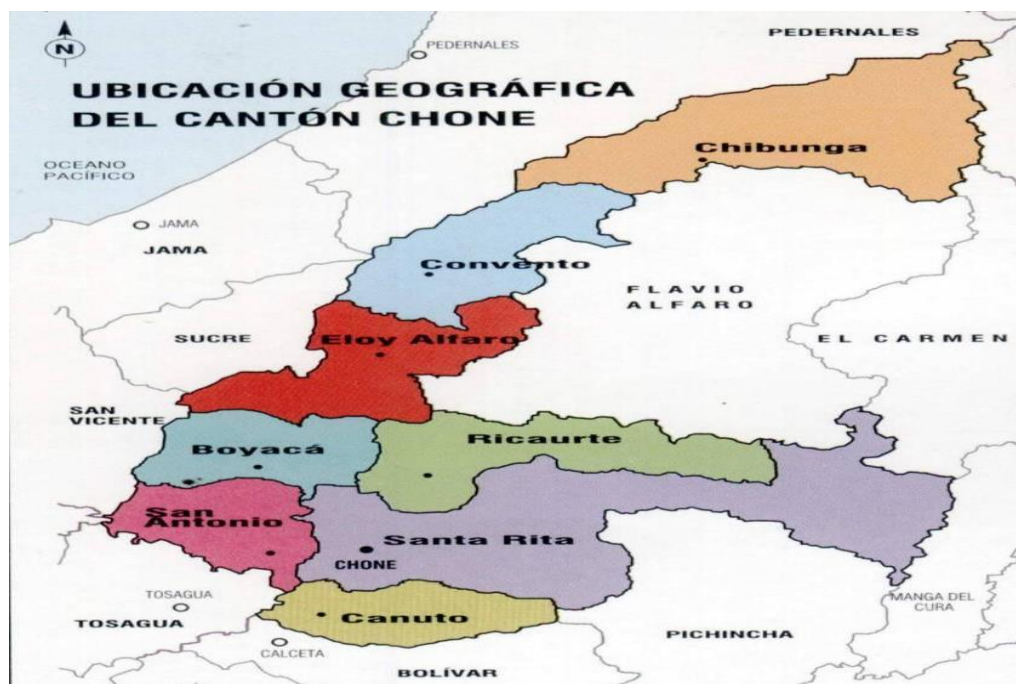 N
PEDERNALES
PEDERNALES
UBICACIÓN GEOGRÁFICA
DEL CANTÓN CHONE
Chibunga
OCEANO
PACÍFICO
JAMA
JAMA
Convento
FLAVIO
ALFARO
SUCRE
Eloy Alfaro
EL CARMEN
SAN
VICENTE
Boyacá
Ricaurte
San
Antonio
Santa Rita
CHONE
TOSAGUA
MANGA DEL
CURA
TOSAGUA
Canuto
PICHINCHA
CALCETA
BOLÍVAR